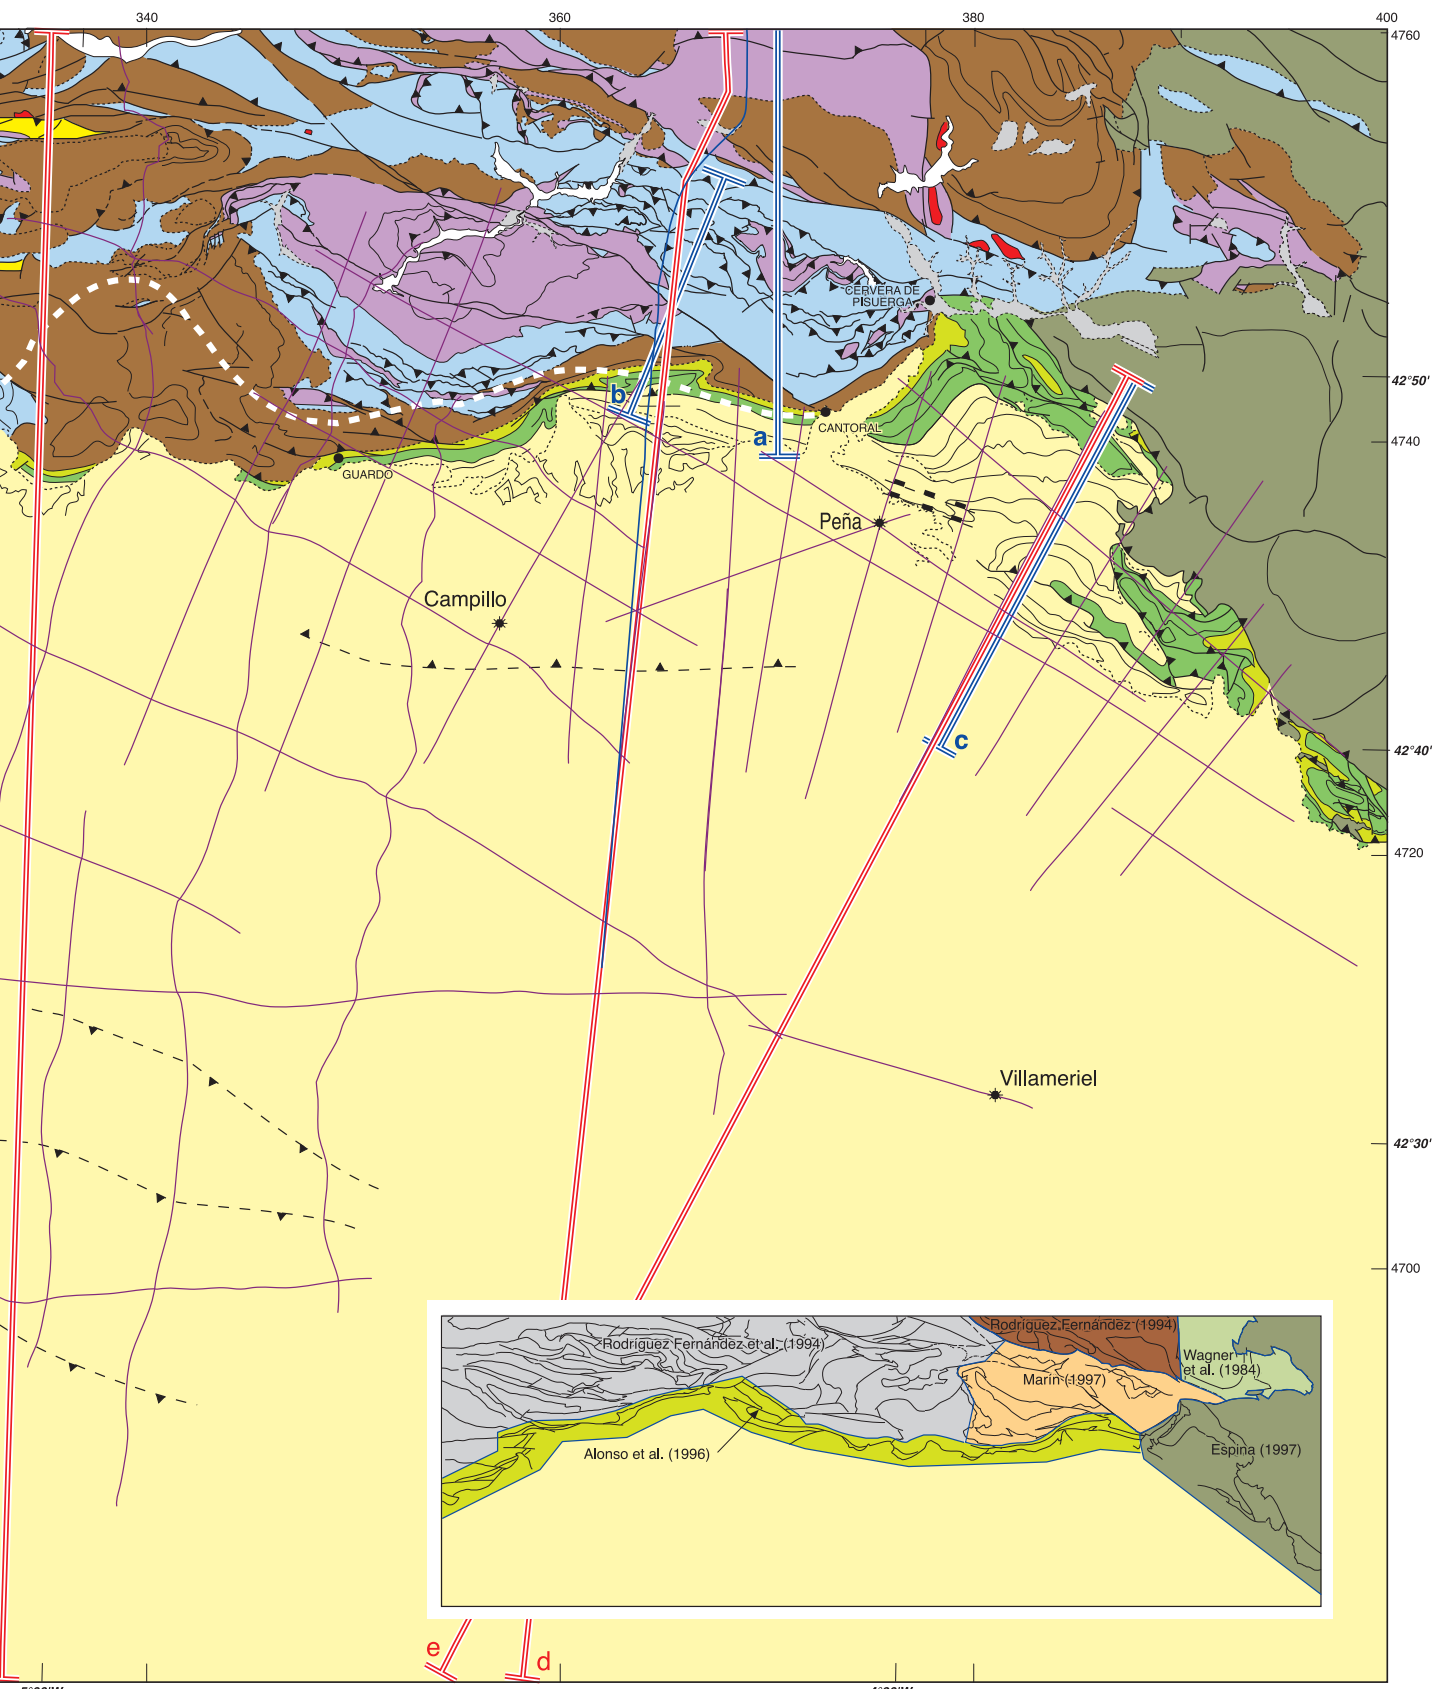 340
360
380
400
4760
CERVERA DE
PISUERGA
42°50'
b
a
CANTORAL
4740
GUARDO
Peña
Campillo
c
42°40'
4720
Villameriel
42°30'
4700
Rodríguez Fernández (1994)
Rodríguez Fernández et al. (1994)
Wagner
et al. (1984)
Marín (1997)
Alonso et al. (1996)
Espina (1997)
e
d